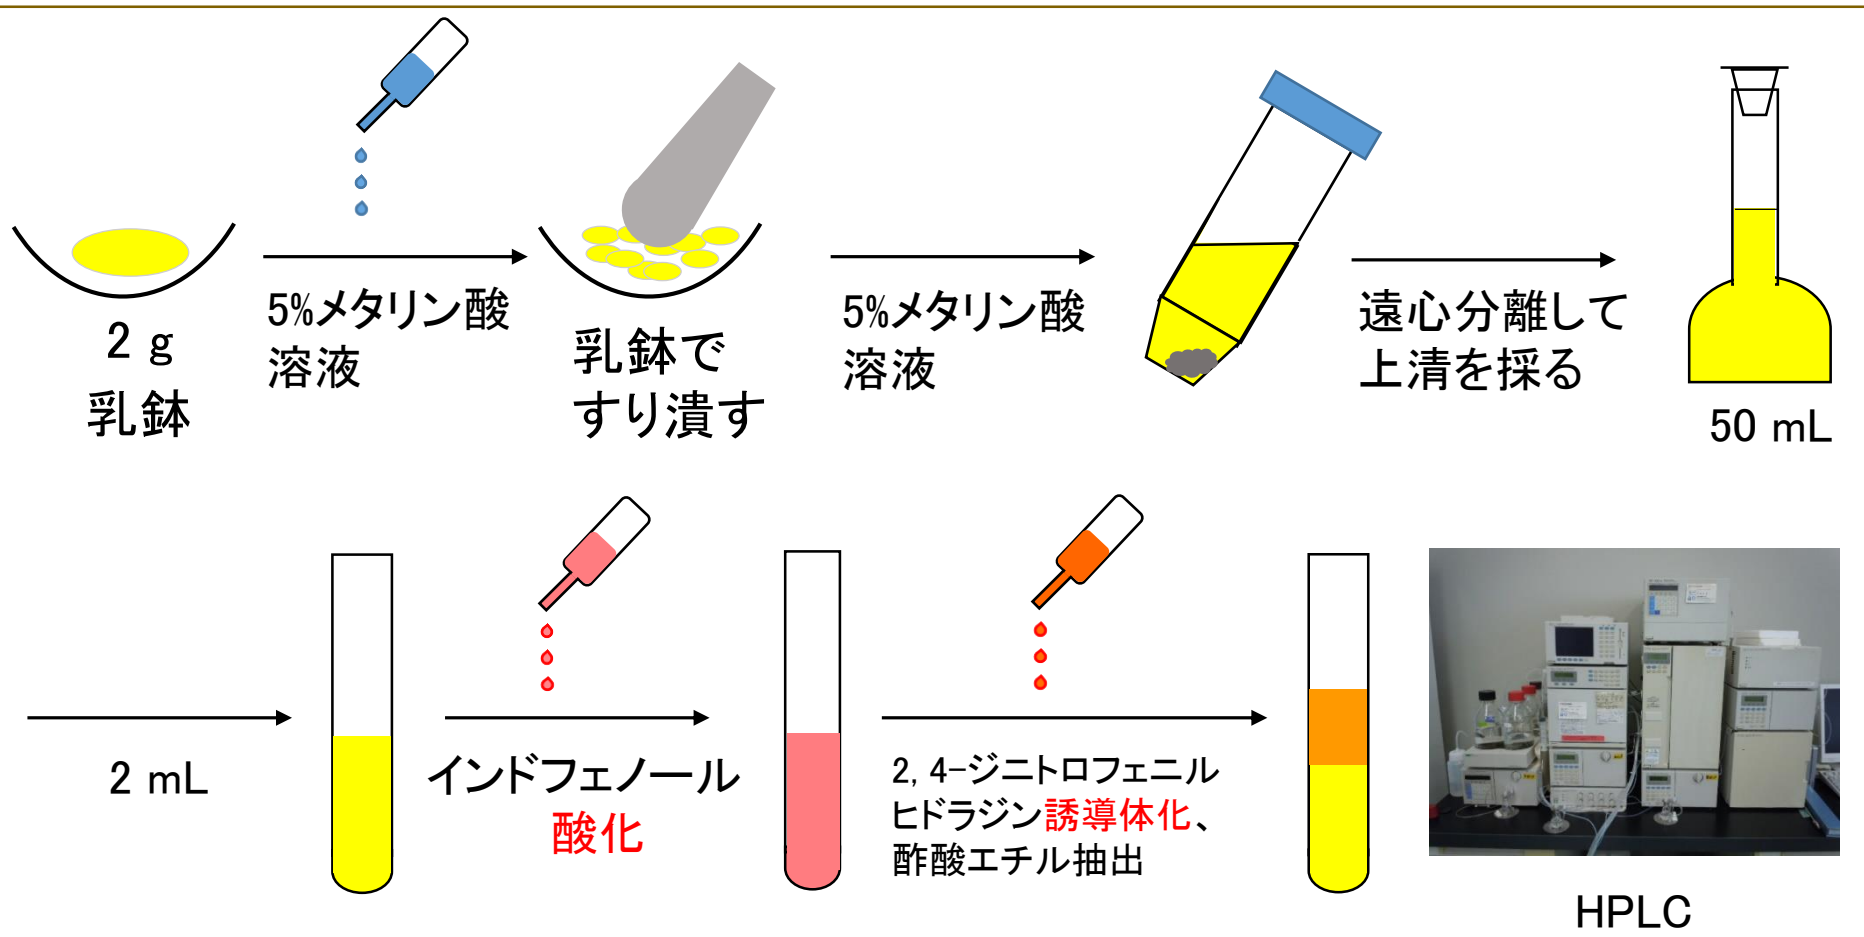 2 g
乳鉢
5%メタリン酸
溶液
乳鉢で
すり潰す
5%メタリン酸
溶液
遠心分離して
上清を採る
50 mL
2 mL
インドフェノール
酸化
2,4-ジニトロフェニル
ヒドラジン誘導体化、
酢酸エチル抽出
HPLC